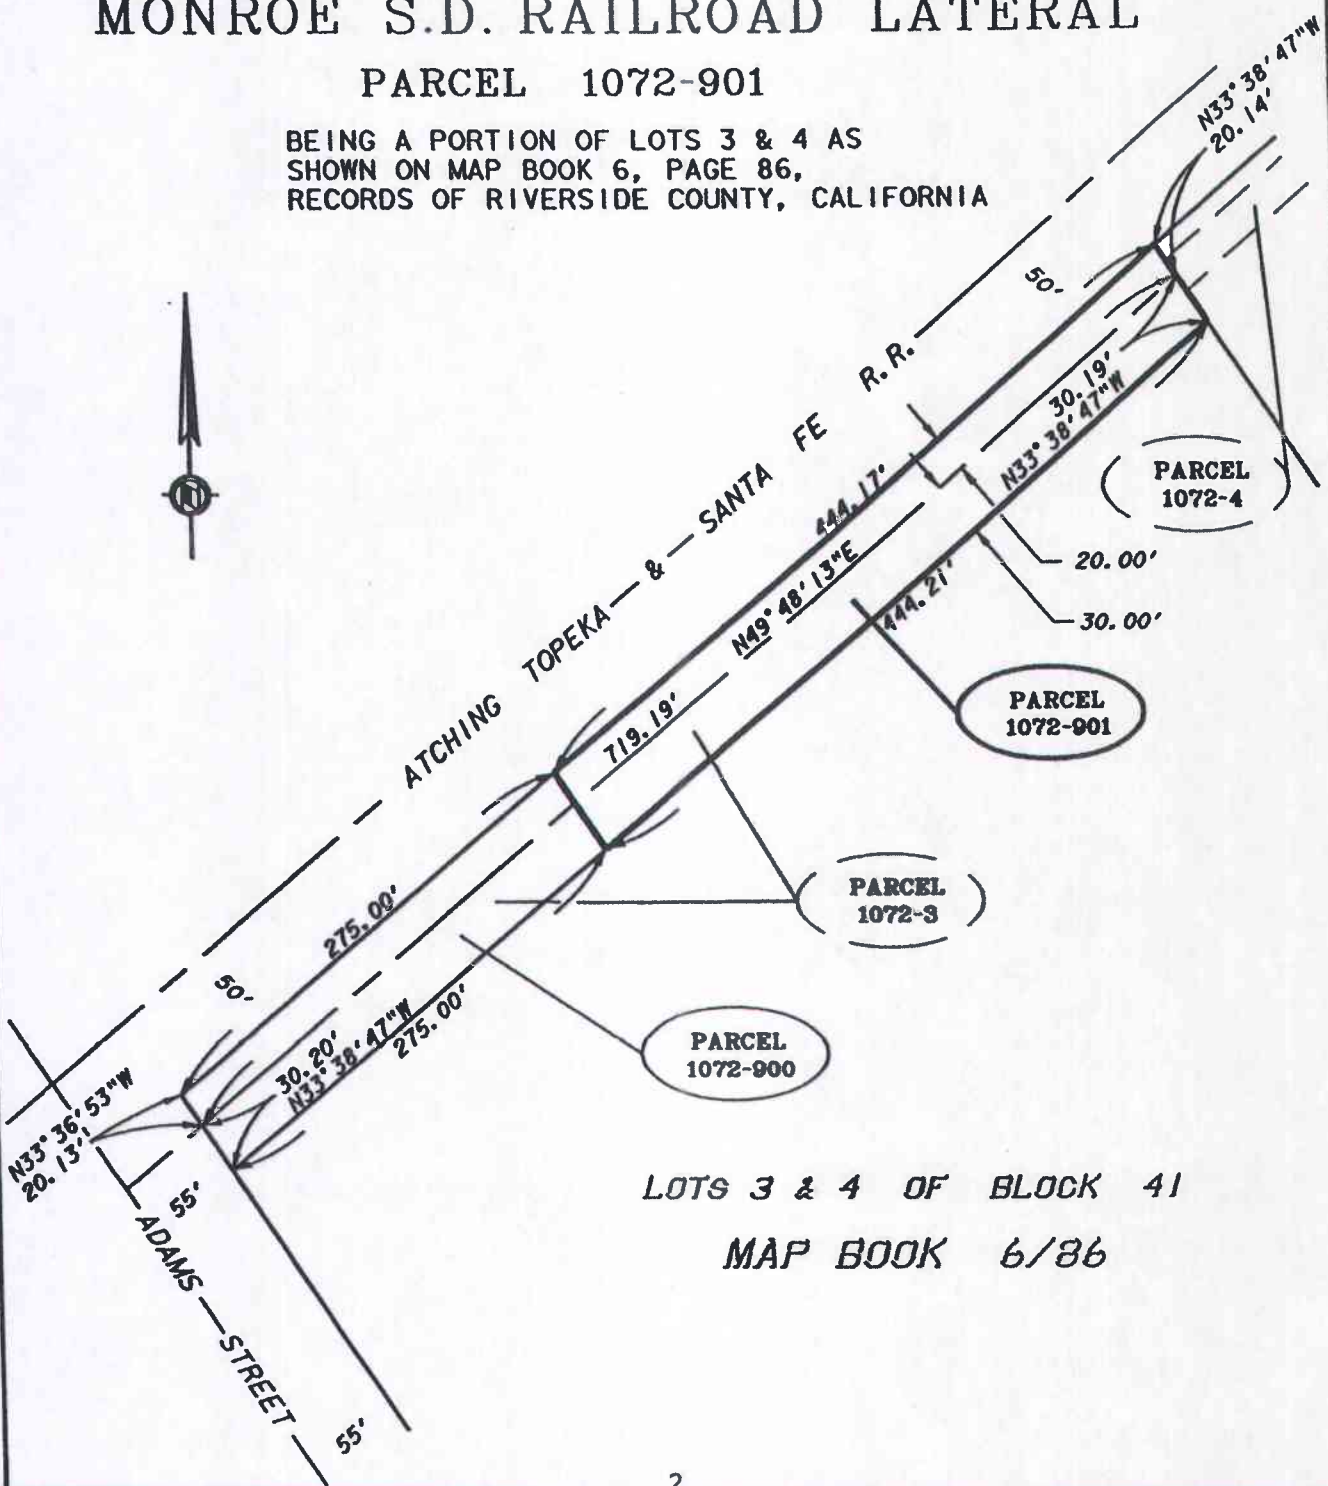 MONROE S.D. RAILROAD LATERAL
PARCEL 1072-901
BEING A PORTION OF LOTS 3 & 4 AS
SHOWN ON MAP BOOK 6, PAGE 86,
RECORDS OF RIVERSIDE COUNTY, CALIFORNIA
N33°38'47"W
20.14'
50'
ATCHING TOPEKA & SANTA FE R.R.
30.19'
N33°38'47"W
PARCEL
1072-4
444.17'
20.00'
N49°48'13"E
444.21'
30.00'
719.19'
PARCEL
1072-901
275.00'
PARCEL
1072-3
50'
30.20'
N33°38'47"W
275.00'
PARCEL
1072-900
N33°36'53"W
20.13'
55'
ADAMS STREET
55'
LOTS 3 & 4 OF BLOCK 41
MAP BOOK 6/86
2